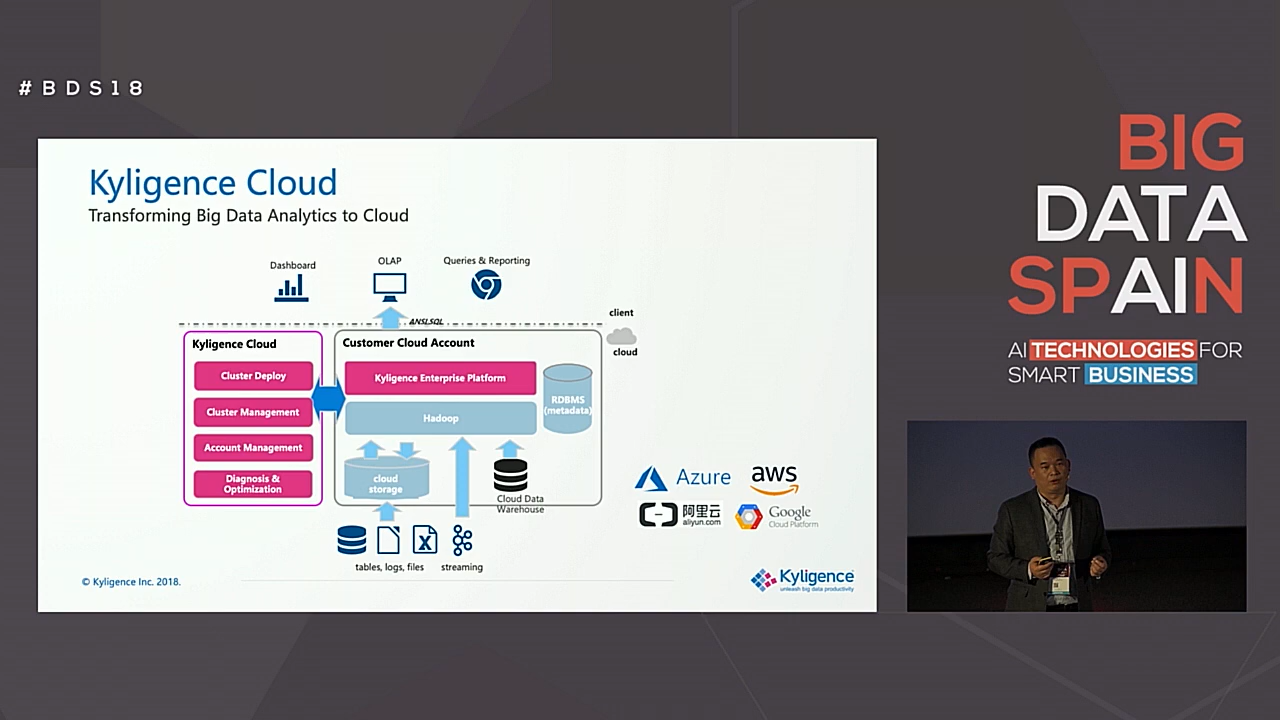 #BDS18
Kyligence Cloud
Transforming Big Data Analytics to Cloud
Dashboard
OLAP
Queries & Reporting
ANSI SQL
client
cloud
Kyligence Cloud
Cluster Deploy
Cluster Management
Account Management
Diagnosis &
Optimization
Customer Cloud Account
Kyligence Enterprise Platform
Hadoop
RDBMS
(metadata)
cloud
storage
Cloud Data
Warehouse
tables, logs, files
streaming
Azure
aws
阿里云
aliyun.com
Google
Cloud Platform
© Kyligence Inc. 2018.
Kyligence
unleash big data productivity
BIG
DATA
SPAIN
AI TECHNOLOGIES FOR
SMART BUSINESS